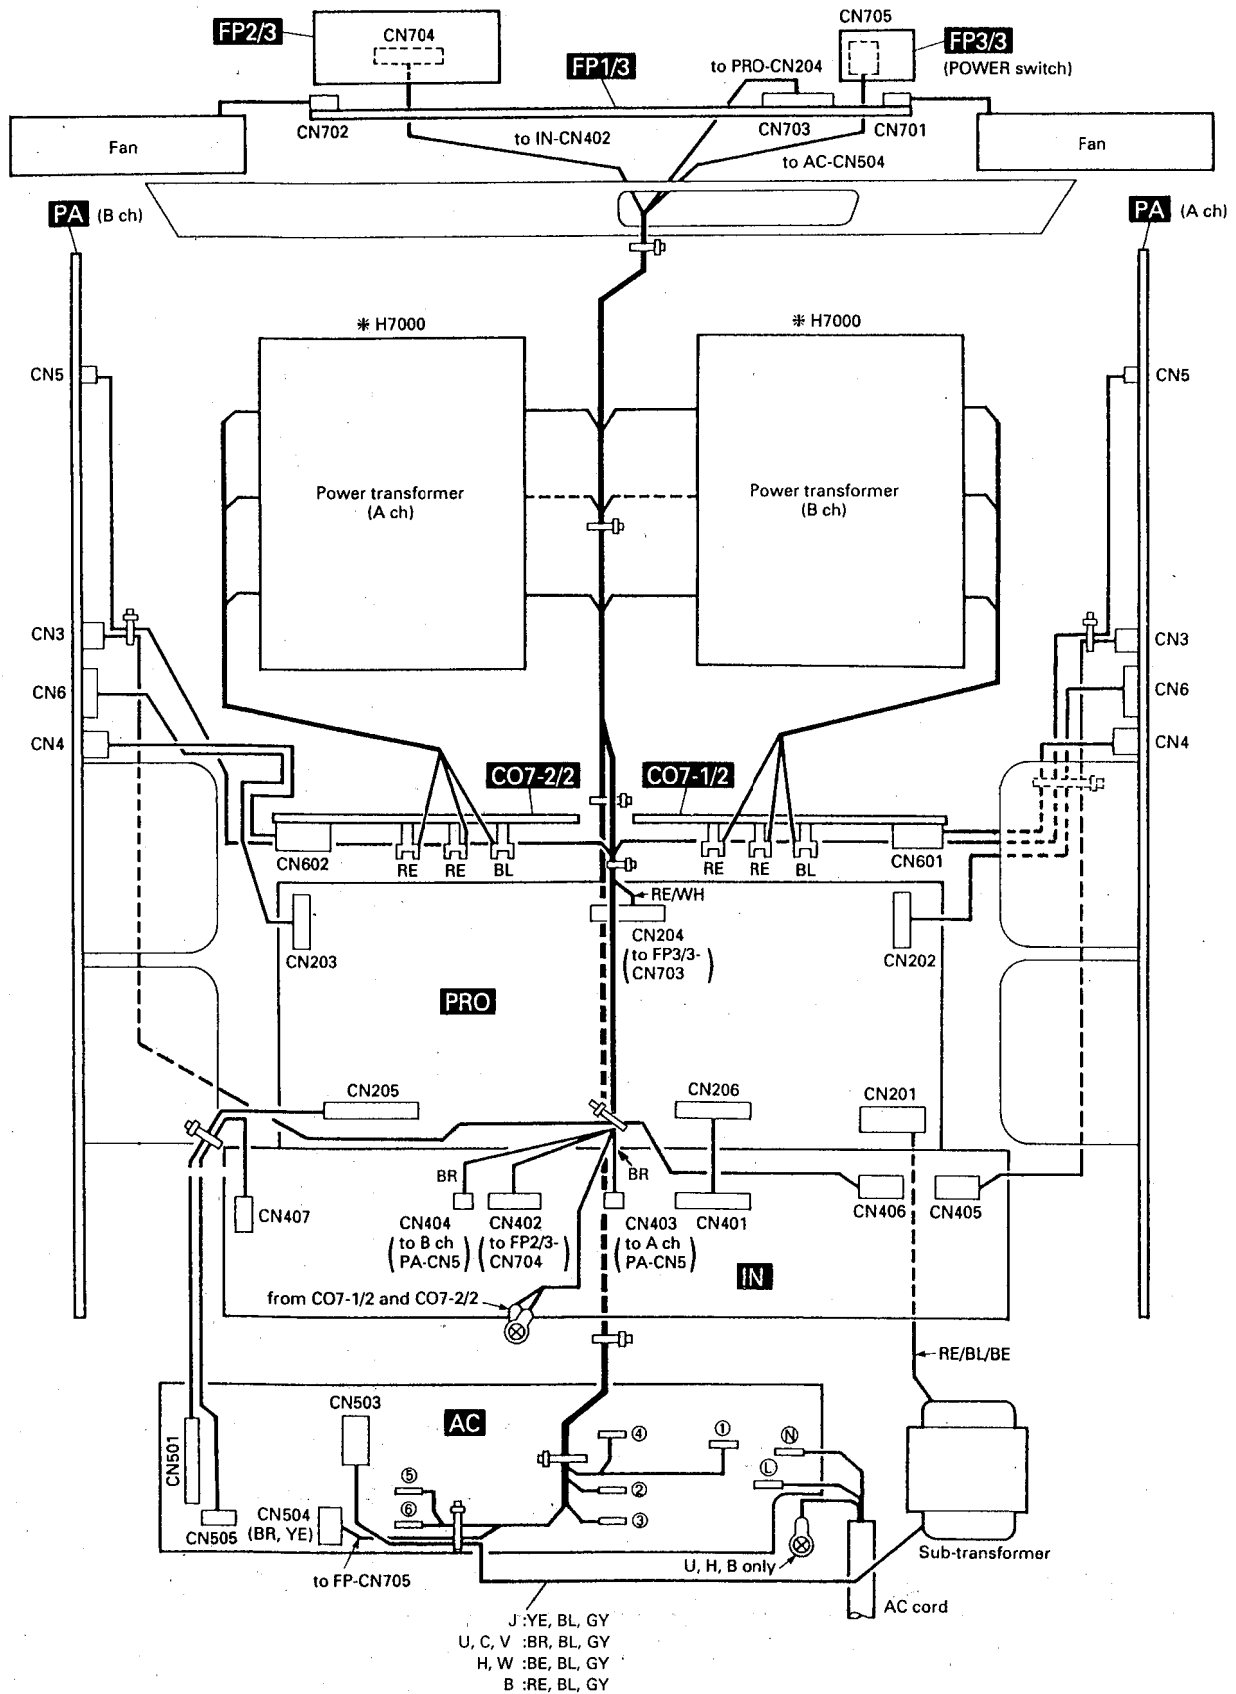 FP2/3
CN704
CN705
FP3/3
(POWER switch)
FP1/3
to PRO-CN204
CN702
to IN-CN402
CN703
CN701
Fan
Fan
to AC-CN504
PA (B ch)
PA (A ch)
※ H7000
※ H7000
CN5
CN5
Power transformer
(A ch)
Power transformer
(B ch)
CN3
CN3
CN6
CN6
CN4
CN4
CO7-2/2
CO7-1/2
CN602
RE
RE
BL
RE
RE
BL
CN601
RE/WH
CN203
CN204
(to FP3/3-
CN703)
CN202
PRO
CN205
CN206
CN201
BR
BR
CN407
CN404
(to B ch
PA-CN5)
CN402
(to FP2/3-
CN704)
CN403
(to A ch
PA-CN5)
CN401
CN406
CN405
IN
from CO7-1/2 and CO7-2/2
RE/BL/BE
CN503
AC
④
①
N
CN501
⑤
L
②
⑥
③
CN504
(BR, YE)
CN505
to FP-CN705
U, H, B only
Sub-transformer
AC cord
J :YE, BL, GY
U, C, V :BR, BL, GY
H, W :BE, BL, GY
B :RE, BL, GY